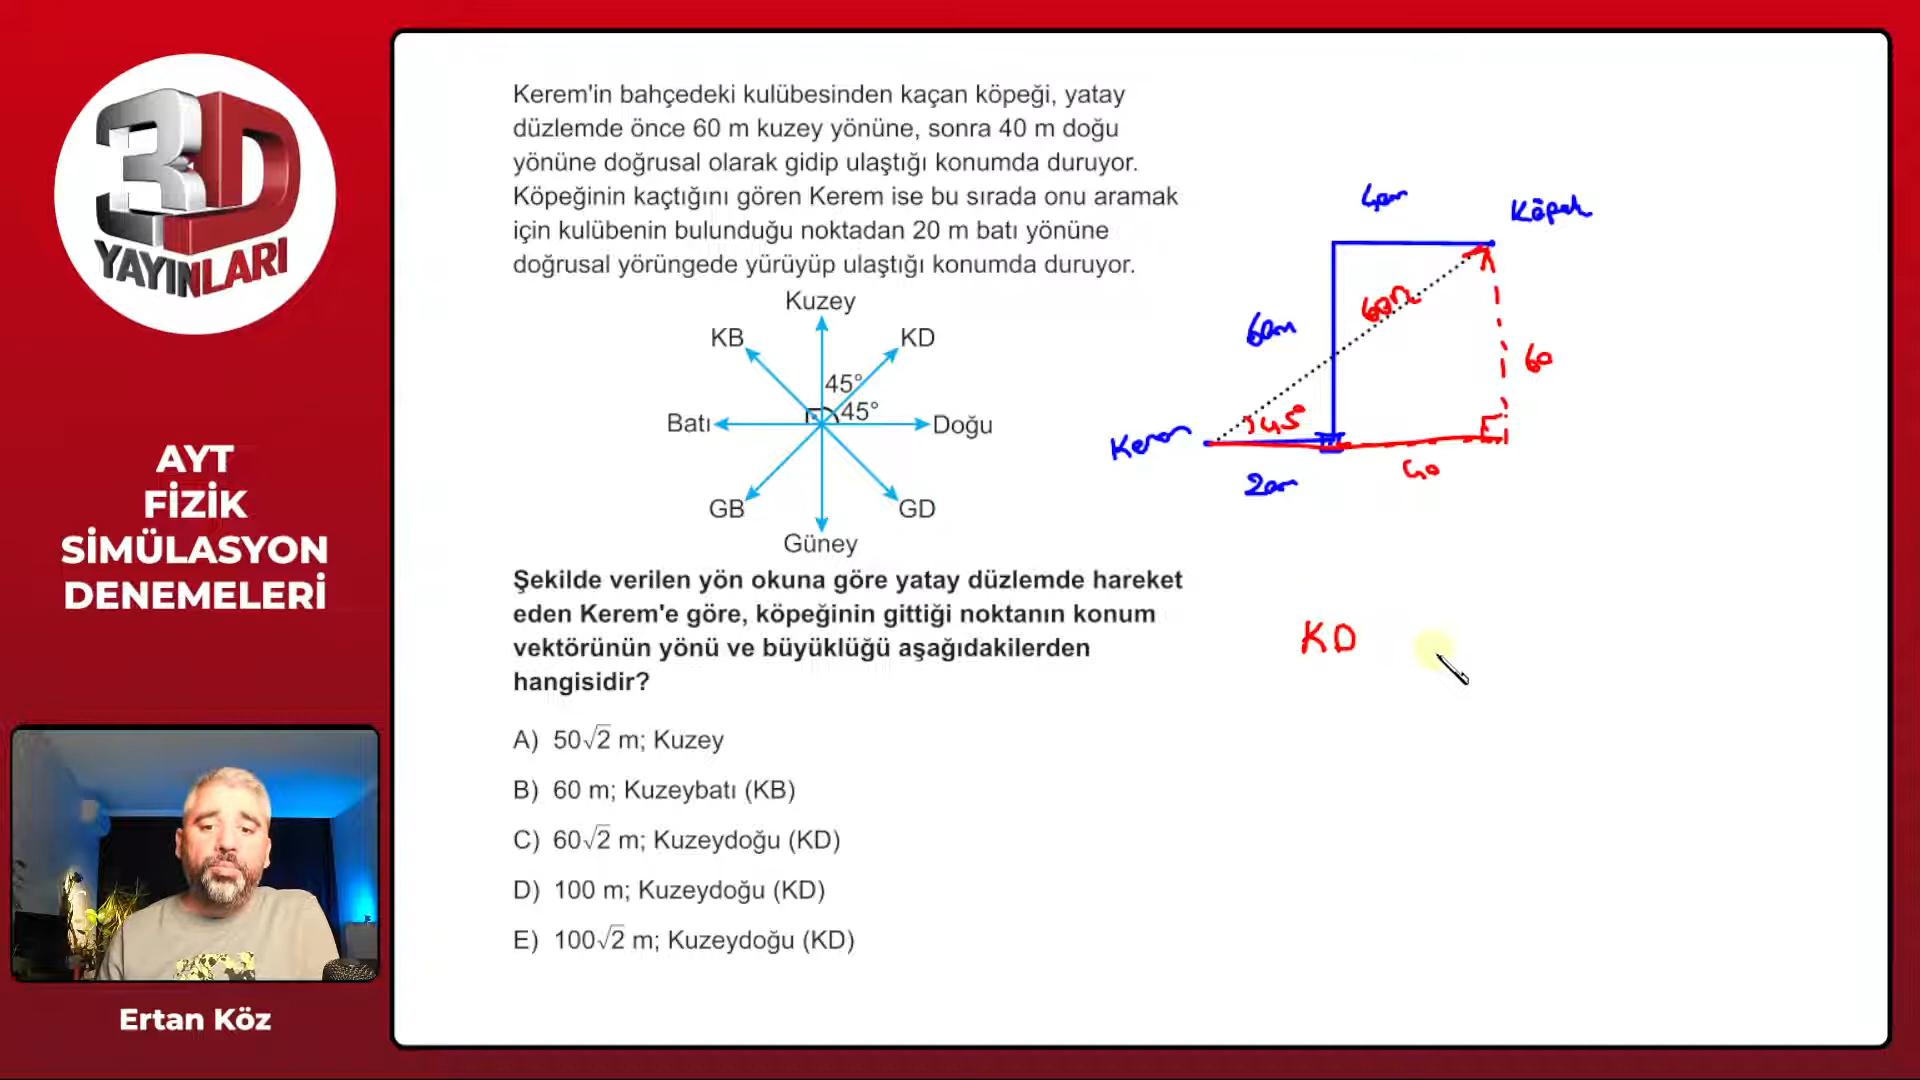 3D
YAYINLARI
AYT
FİZİK
SİMÜLASYON
DENEMELERİ
Ertan Köz
Kerem'in bahçedeki kulübesinden kaçan köpeği, yatay
düzlemde önce 60 m kuzey yönüne, sonra 40 m doğu
yönüne doğrusal olarak gidip ulaştığı konumda duruyor.
Köpeğinin kaçtığını gören Kerem ise bu sırada onu aramak
için kulübenin bulunduğu noktadan 20 m batı yönüne
doğrusal yörüngede yürüyüp ulaştığı konumda duruyor.
Kuzey
KB KD
45°
45°
Batı Doğu
GB GD
Güney
Şekilde verilen yön okuna göre yatay düzlemde hareket
eden Kerem'e göre, köpeğinin gittiği noktanın konum
vektörünün yönü ve büyüklüğü aşağıdakilerden
hangisidir?
A) 50√2 m; Kuzey
B) 60 m; Kuzeybatı (KB)
C) 60√2 m; Kuzeydoğu (KD)
D) 100 m; Kuzeydoğu (KD)
E) 100√2 m; Kuzeydoğu (KD)
40m
Köpek
60m
60
45°
Kerem
20m
40
KD